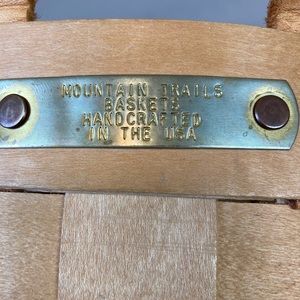 MOUNTAIN TRAILS
BASKETS
HANDCRAFTED
IN THE USA